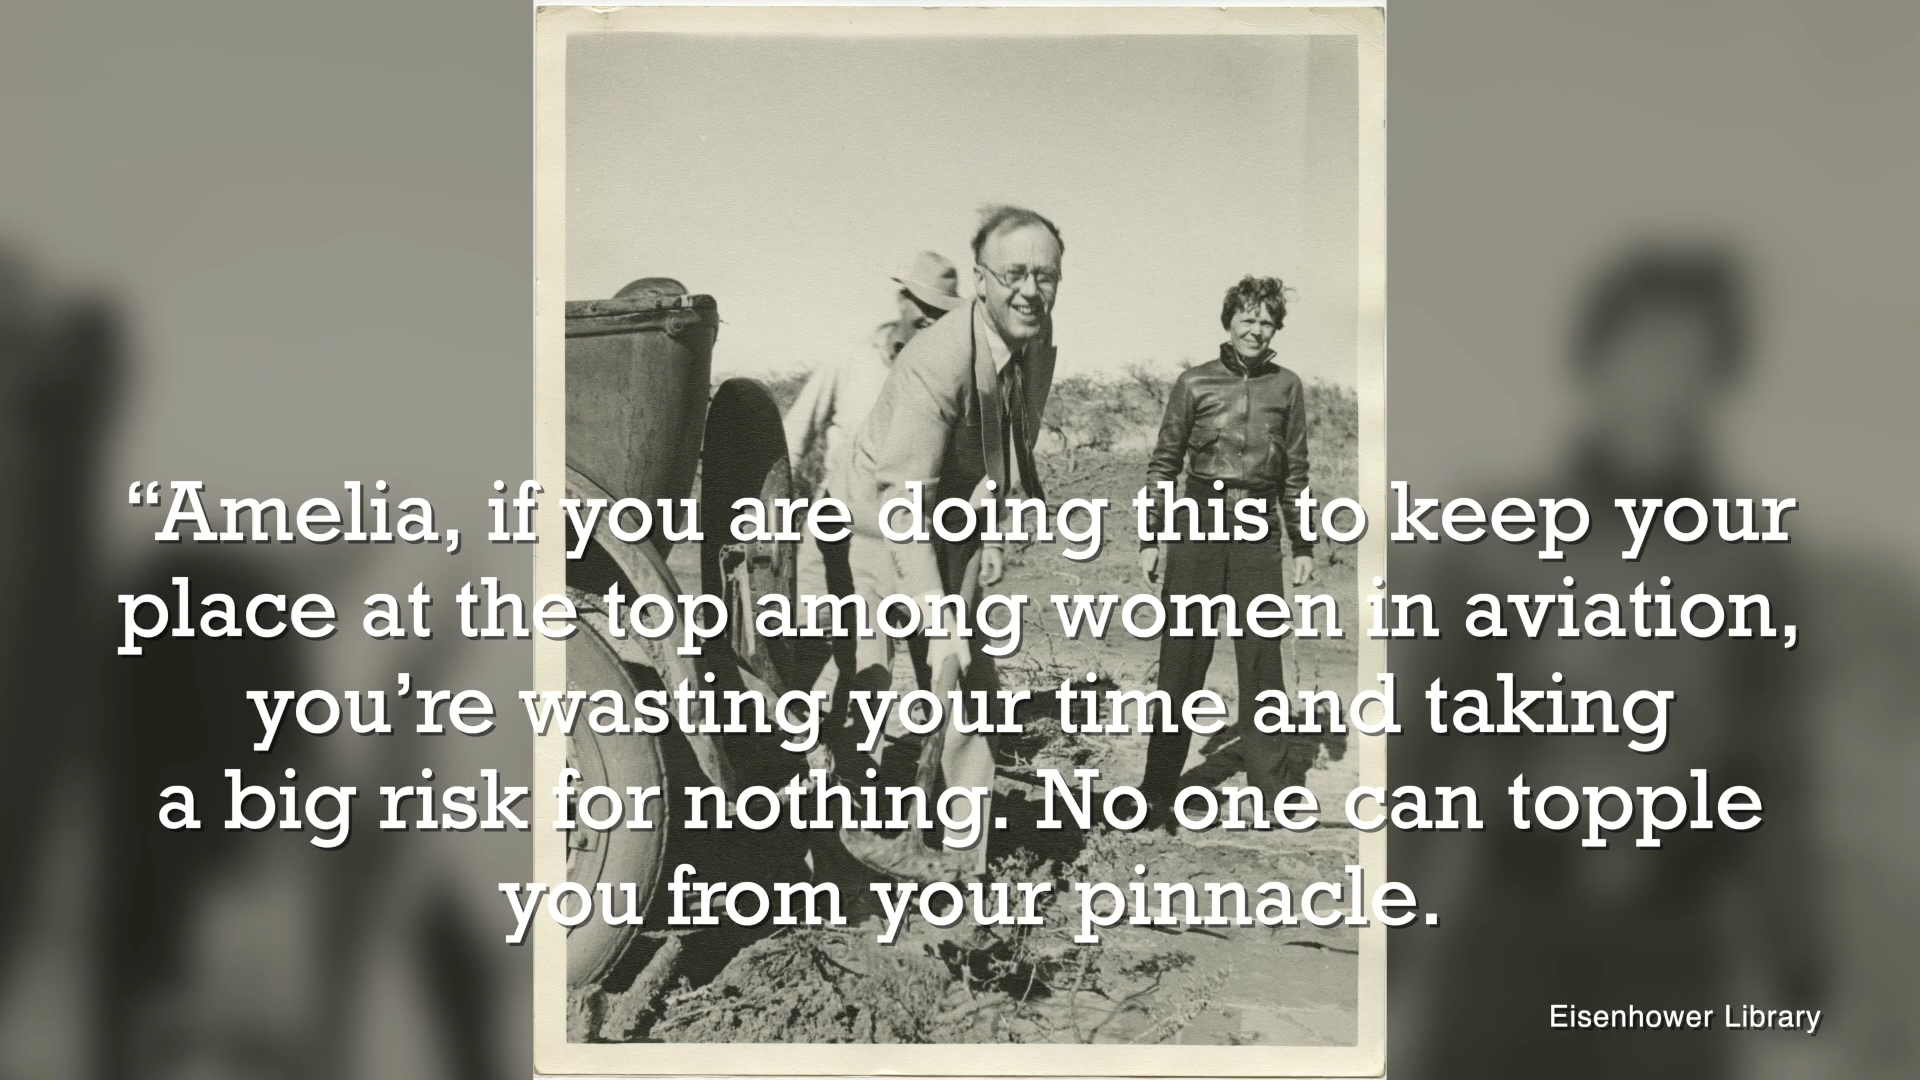 “Amelia, if you are doing this to keep your
place at the top among women in aviation,
you’re wasting your time and taking
a big risk for nothing. No one can topple
you from your pinnacle.
Eisenhower Library